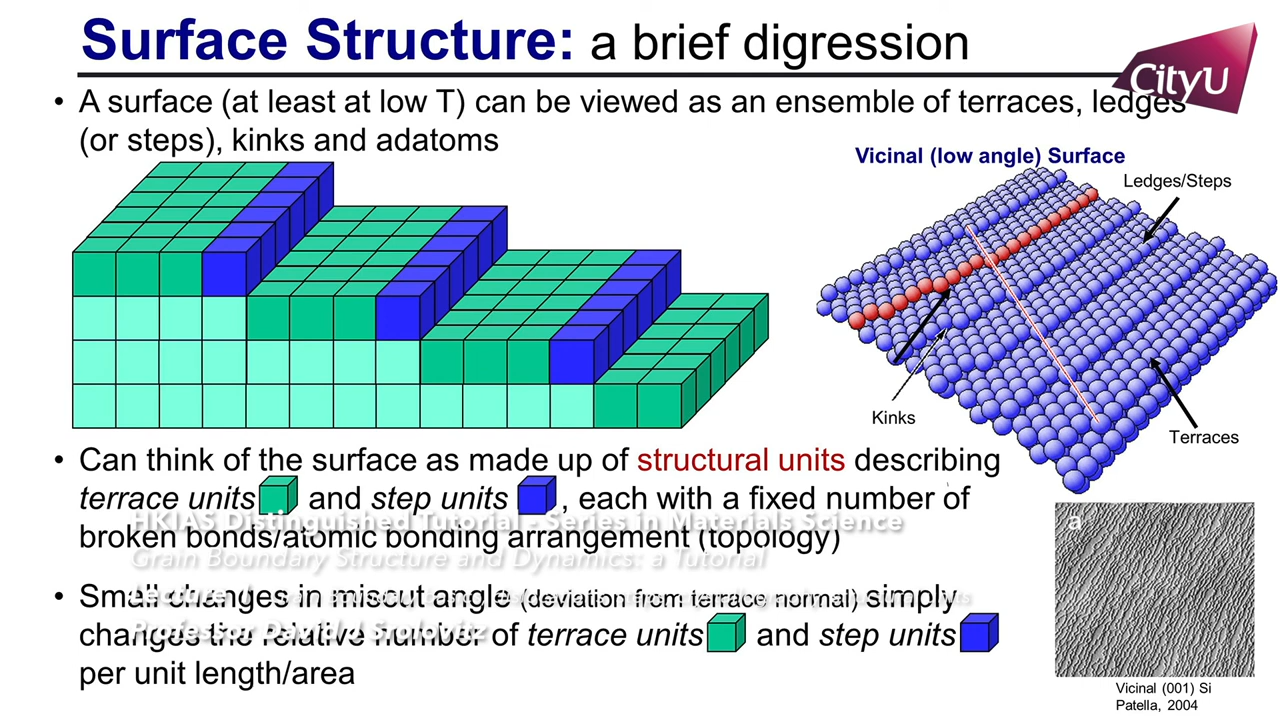 Surface Structure: a brief digression
CityU
• A surface (at least at low T) can be viewed as an ensemble of terraces, ledges
(or steps), kinks and adatoms
Vicinal (low angle) Surface
Ledges/Steps
Kinks
Terraces
• Can think of the surface as made up of structural units describing
terrace units and step units , each with a fixed number of
broken bonds/atomic bonding arrangement (topology)
HKIAS Distinguished Tutorial - Series in Materials Science
Grain Boundary Structure and Dynamics: a Tutorial
Lecture
Professor David J Srolovitz
• Small changes in miscut angle (deviation from terrace normal) simply
changes the relative number of terrace units and step units
per unit length/area
a
Vicinal (001) Si
Patella, 2004